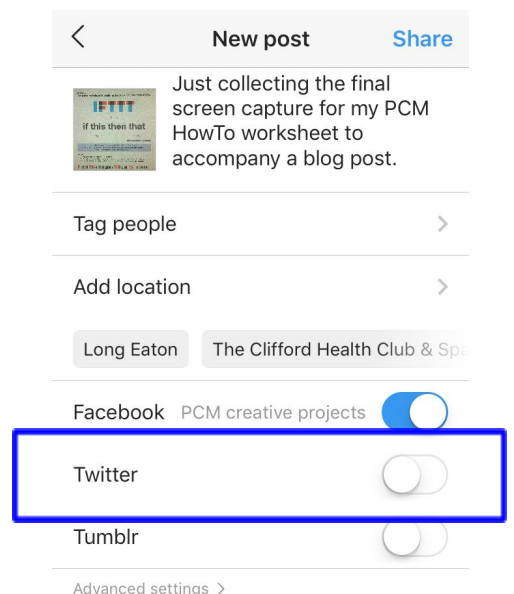 New post
Share
IFTTT
if this then that
Just collecting the final
screen capture for my PCM
HowTo worksheet to
accompany a blog post.
Tag people
Add location
Long Eaton
The Clifford Health Club & Spa
Facebook PCM creative projects
Twitter
Tumblr
Advanced settings